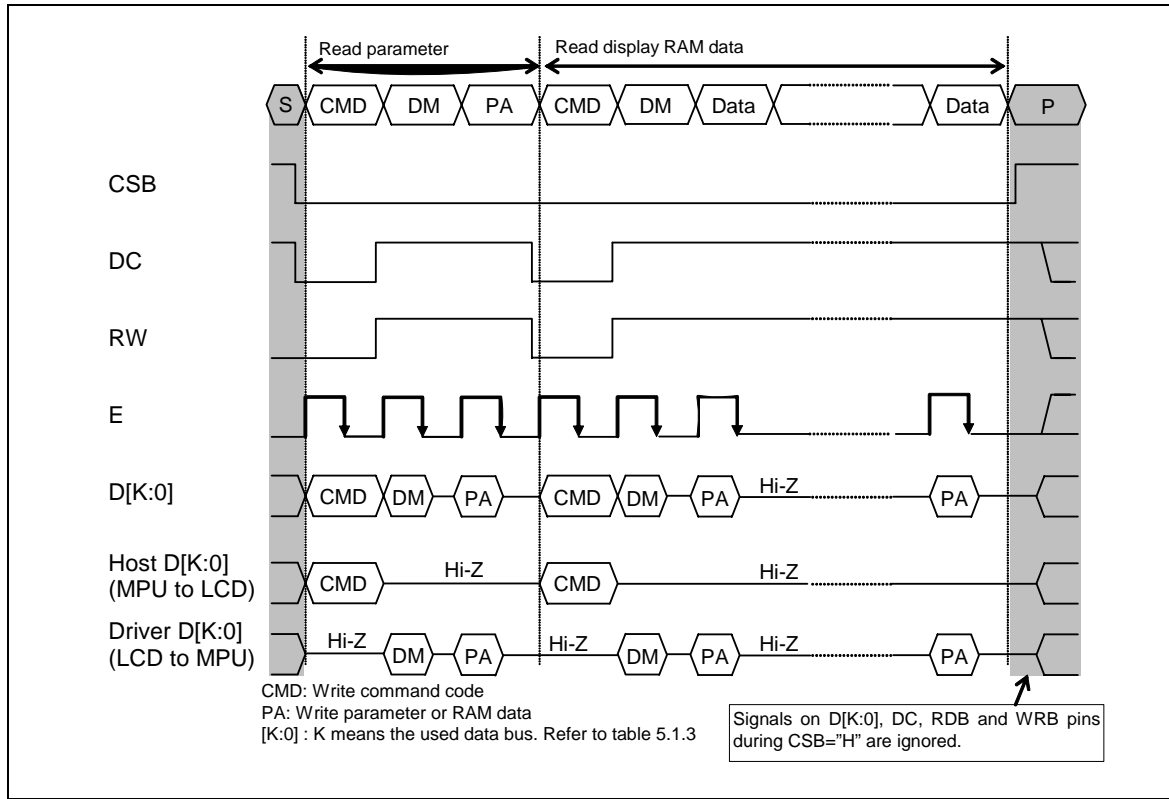 Read parameter
Read display RAM data
S CMD DM PA CMD DM Data Data P
CSB
DC
RW
E
D[K:0] CMD DM PA CMD DM PA Hi-Z PA
Host D[K:0]
(MPU to LCD)
CMD Hi-Z CMD Hi-Z
Driver D[K:0]
(LCD to MPU)
Hi-Z DM PA Hi-Z DM PA Hi-Z PA
CMD: Write command code
PA: Write parameter or RAM data
[K:0] : K means the used data bus. Refer to table 5.1.3
Signals on D[K:0], DC, RDB and WRB pins
during CSB=”H” are ignored.